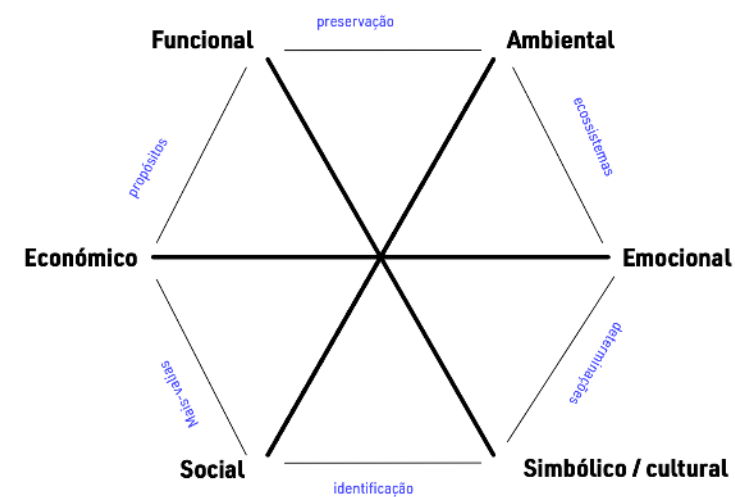 preservação
Funcional
Ambiental
propósitos
ecossistemas
Económico
Emocional
Mais-valias
determinações
Social
Simbólico / cultural
identificação